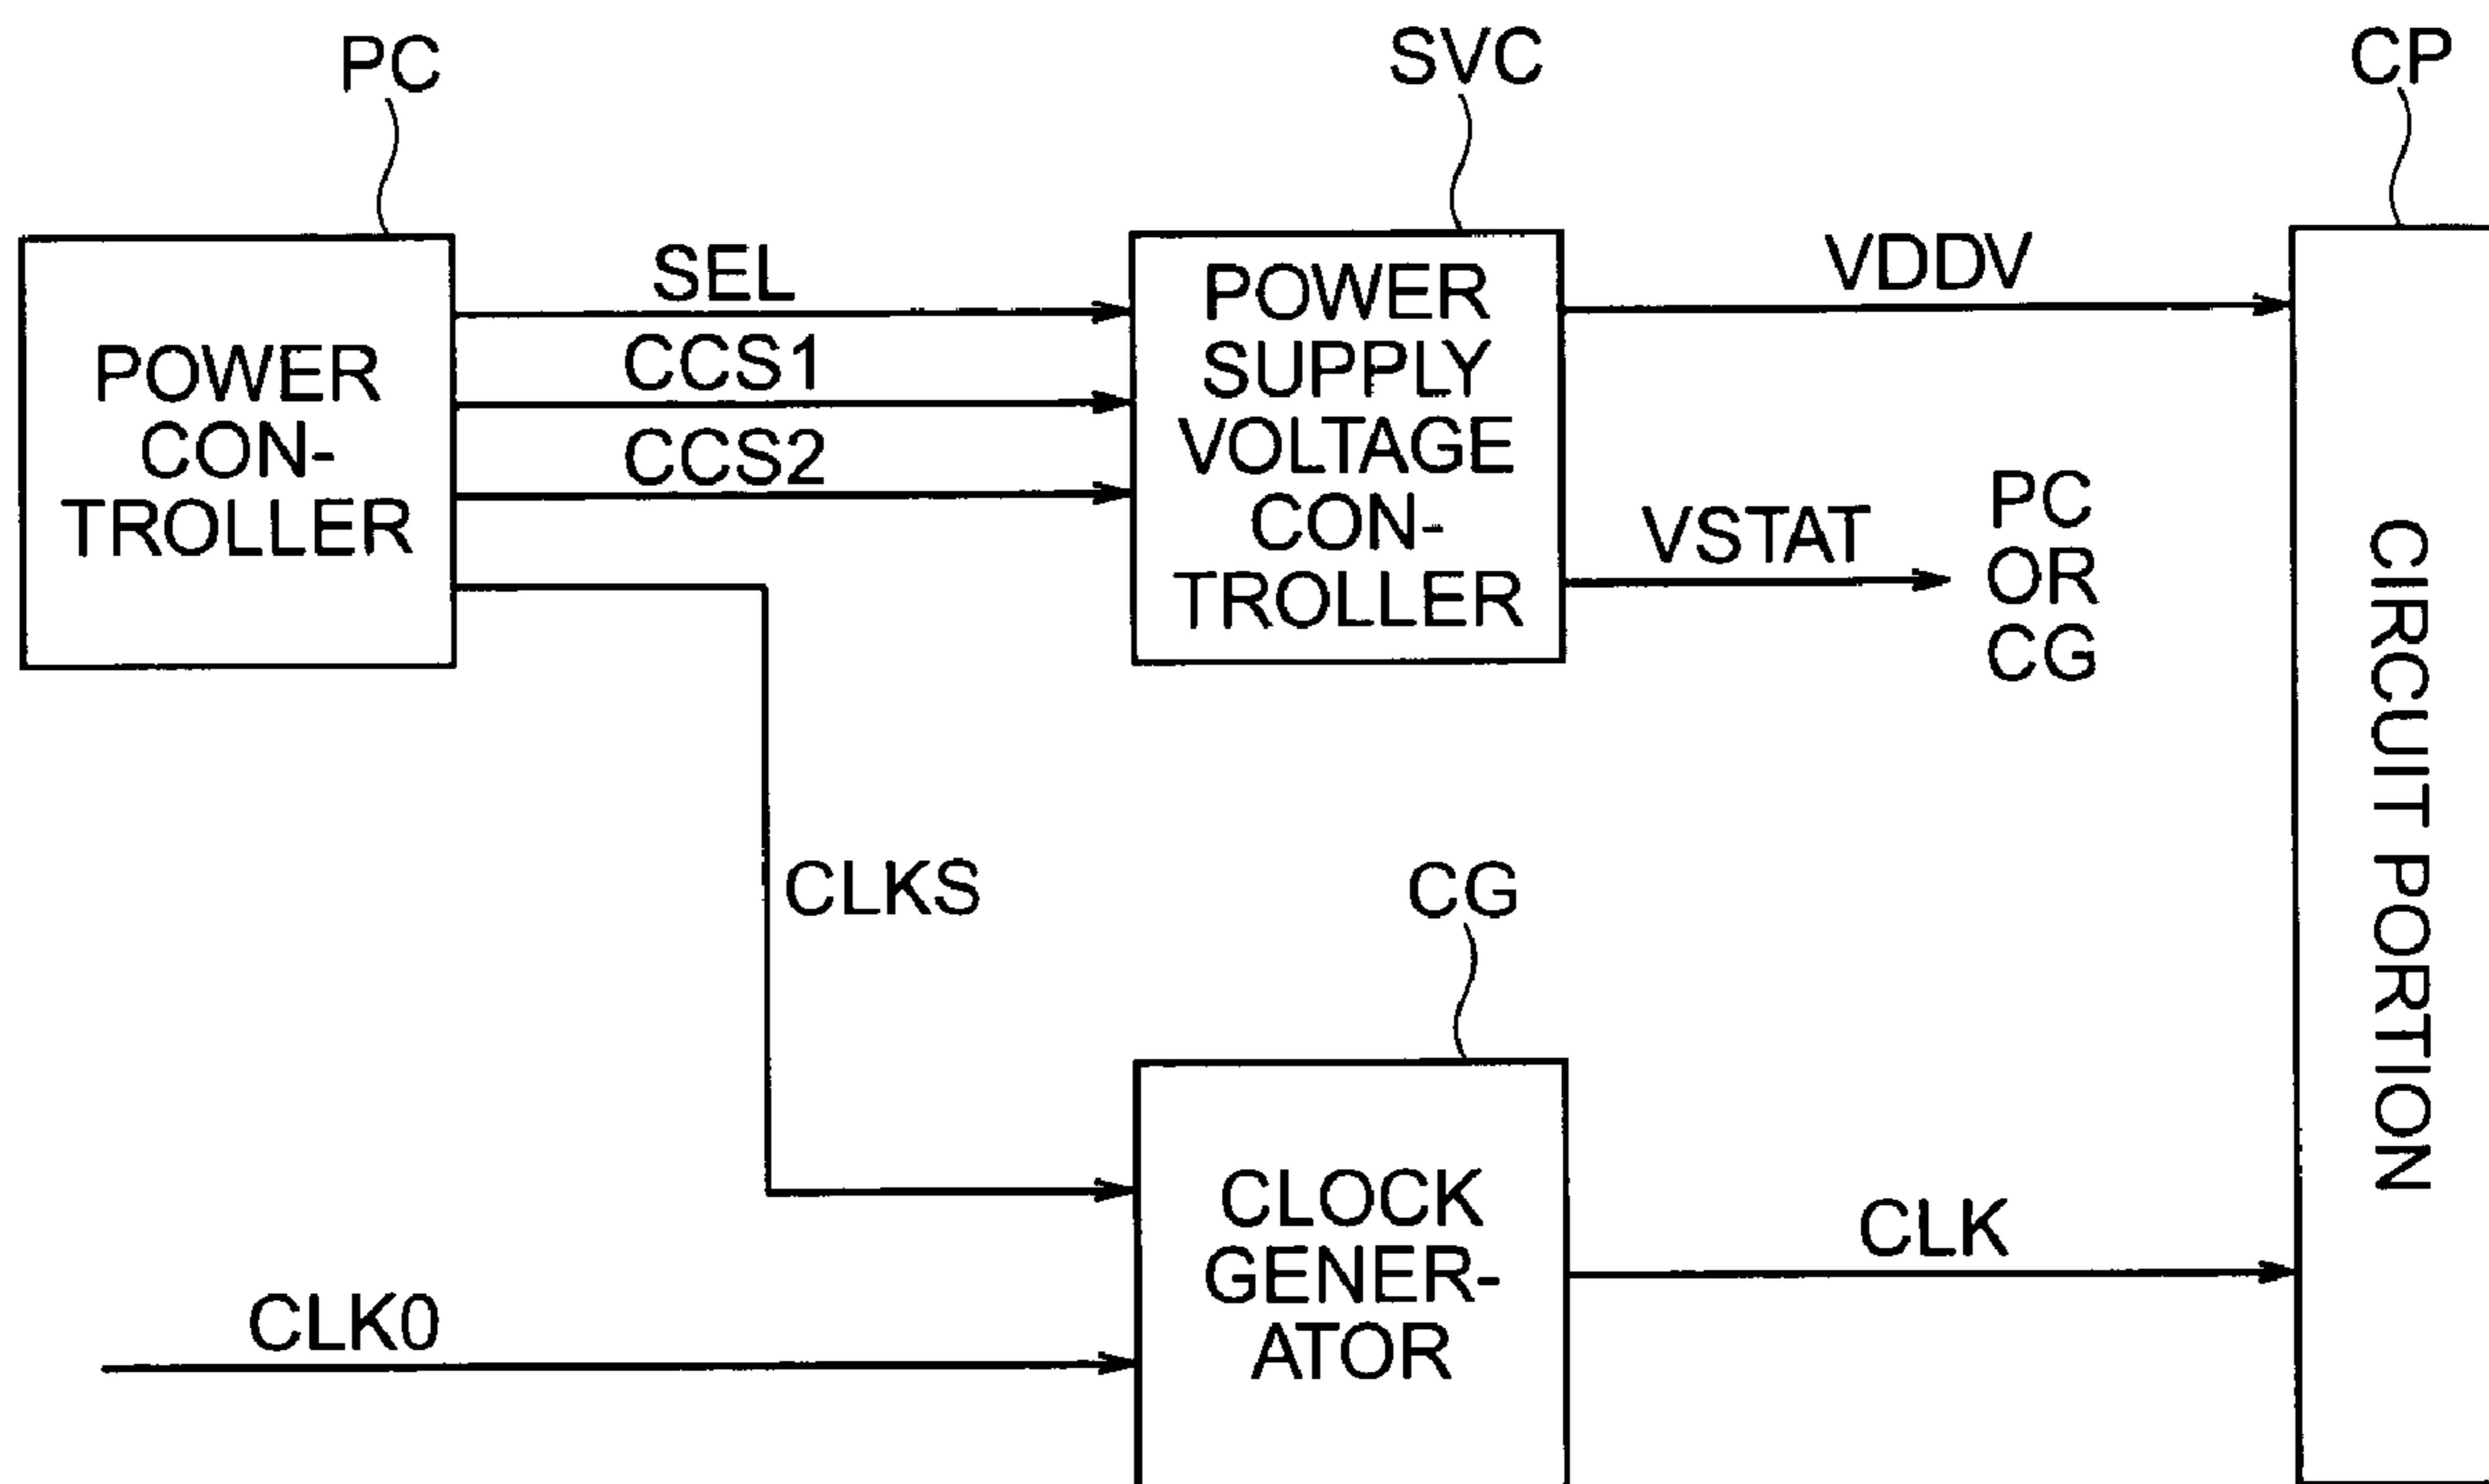 PC
SVC
CP
POWER
CON-
TROLLER
SEL
CCS1
CCS2
POWER
SUPPLY
VOLTAGE
CON-
TROLLER
VDDV
VSTAT
PC
OR
CG
CIRCUIT PORTION
CLKS
CG
CLOCK
GENER-
ATOR
CLK0
CLK